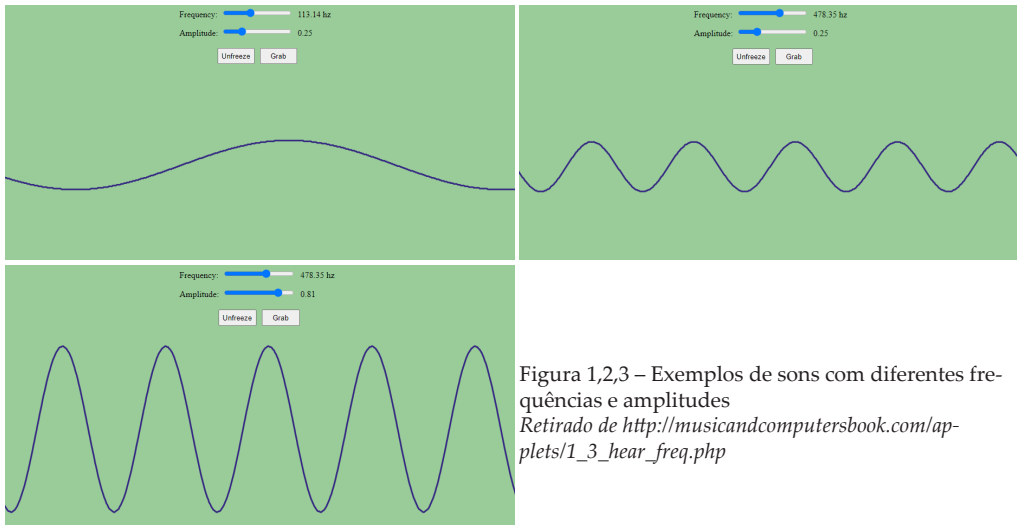 Frequency: 113.14 hz
Amplitude: 0.25
Unfreeze Grab
Frequency: 478.35 hz
Amplitude: 0.25
Unfreeze Grab
Frequency: 478.35 hz
Amplitude: 0.81
Unfreeze Grab
Figura 1,2,3 – Exemplos de sons com diferentes fre-
quências e amplitudes
Retirado de http://musicandcomputersbook.com/ap-
plets/1_3_hear_freq.php